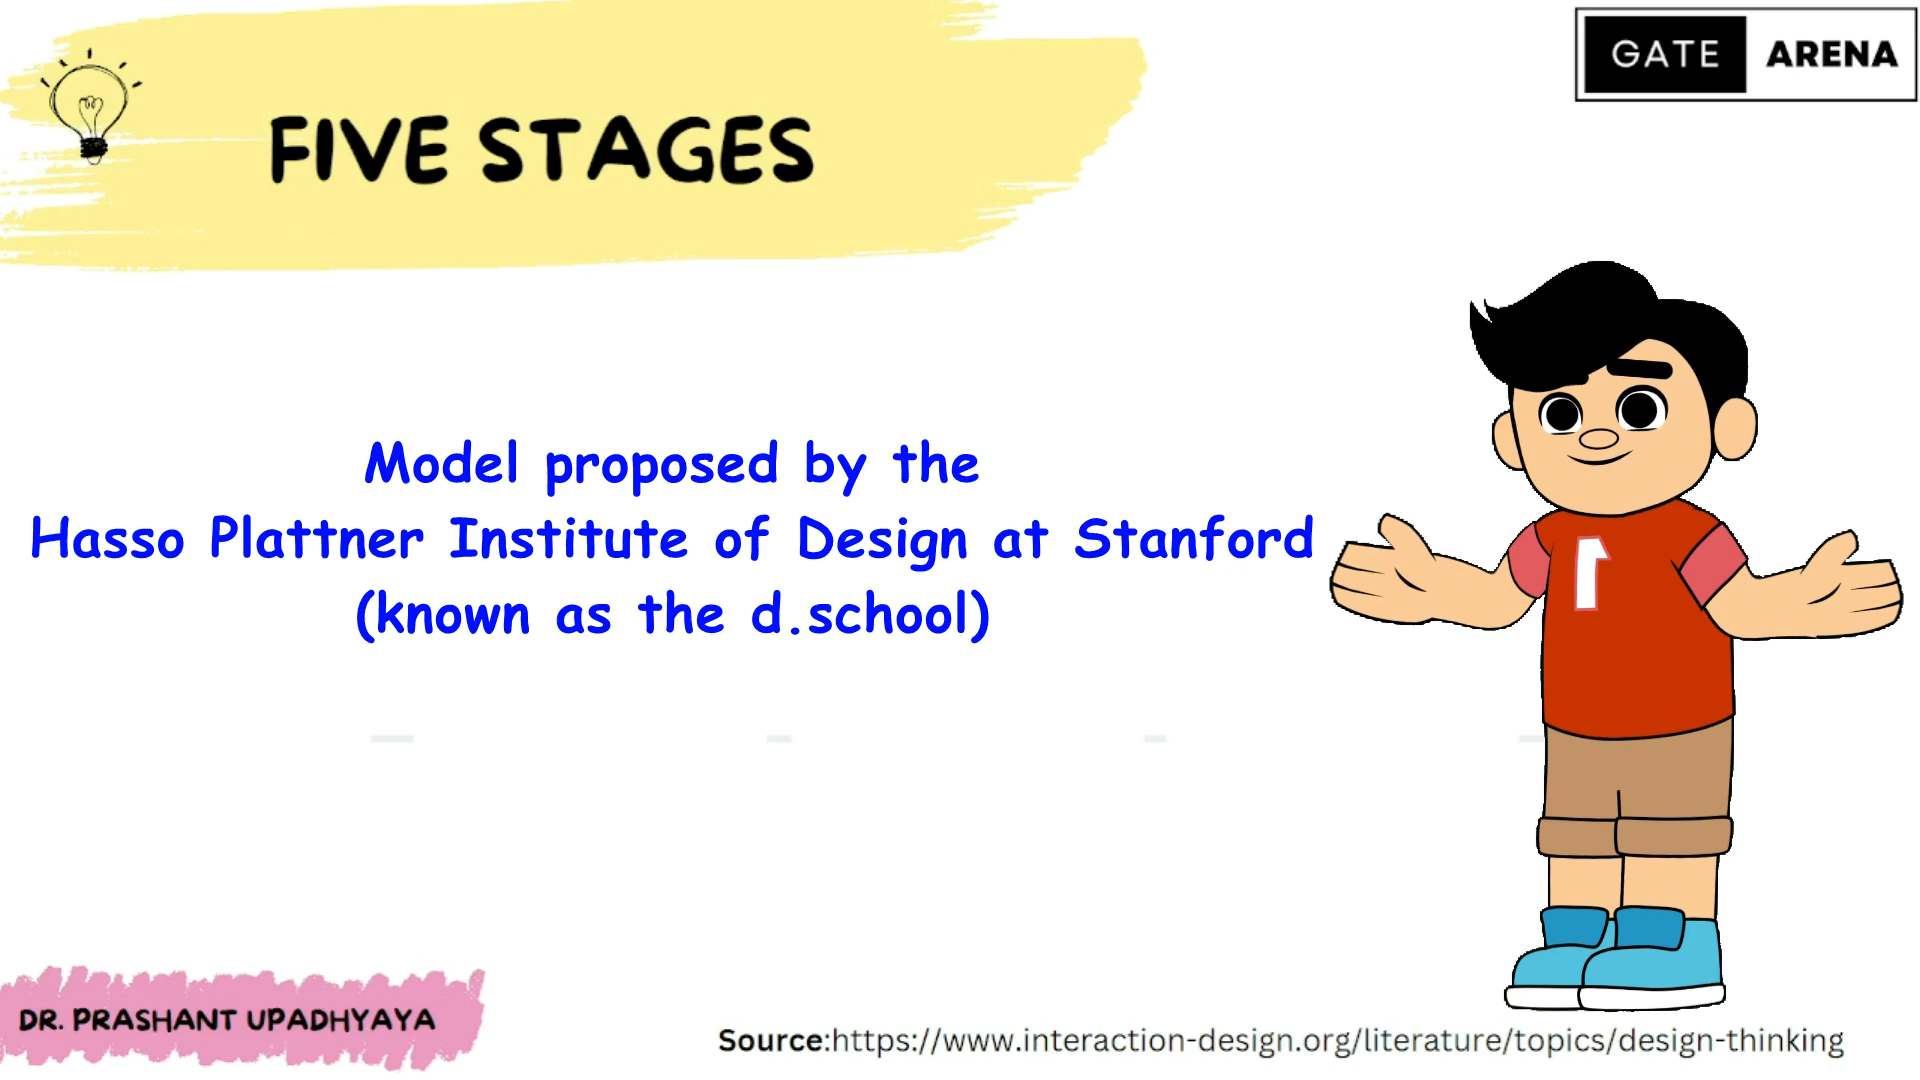 GATE ARENA
FIVE STAGES
Model proposed by the
Hasso Plattner Institute of Design at Stanford
(known as the d.school)
1
DR. PRASHANT UPADHYAYA
Source:https://www.interaction-design.org/literature/topics/design-thinking